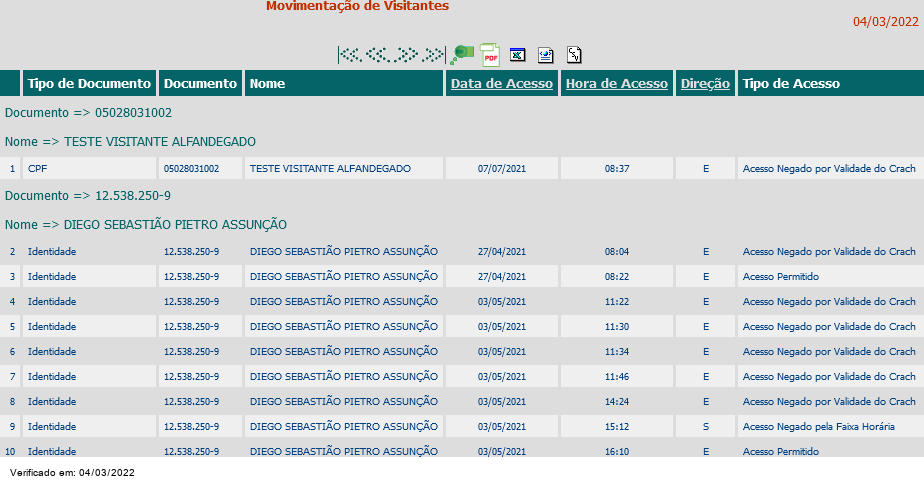 Movimentação de Visitantes
04/03/2022
PDF
Tipo de Documento Documento Nome Data de Acesso Hora de Acesso Direção Tipo de Acesso
Documento => 05028031002
Nome => TESTE VISITANTE ALFANDEGADO
1 CPF 05028031002 TESTE VISITANTE ALFANDEGADO 07/07/2021 08:37 E Acesso Negado por Validade do Crach
Documento => 12.538.250-9
Nome => DIEGO SEBASTIÃO PIETRO ASSUNÇÃO
2 Identidade 12.538.250-9 DIEGO SEBASTIÃO PIETRO ASSUNÇÃO 27/04/2021 08:04 E Acesso Negado por Validade do Crach
3 Identidade 12.538.250-9 DIEGO SEBASTIÃO PIETRO ASSUNÇÃO 27/04/2021 08:22 E Acesso Permitido
4 Identidade 12.538.250-9 DIEGO SEBASTIÃO PIETRO ASSUNÇÃO 03/05/2021 11:22 E Acesso Negado por Validade do Crach
5 Identidade 12.538.250-9 DIEGO SEBASTIÃO PIETRO ASSUNÇÃO 03/05/2021 11:30 E Acesso Negado por Validade do Crach
6 Identidade 12.538.250-9 DIEGO SEBASTIÃO PIETRO ASSUNÇÃO 03/05/2021 11:34 E Acesso Negado por Validade do Crach
7 Identidade 12.538.250-9 DIEGO SEBASTIÃO PIETRO ASSUNÇÃO 03/05/2021 11:46 E Acesso Negado por Validade do Crach
8 Identidade 12.538.250-9 DIEGO SEBASTIÃO PIETRO ASSUNÇÃO 03/05/2021 14:24 E Acesso Negado por Validade do Crach
9 Identidade 12.538.250-9 DIEGO SEBASTIÃO PIETRO ASSUNÇÃO 03/05/2021 15:12 S Acesso Negado pela Faixa Horária
10 Identidade 12.538.250-9 DIEGO SEBASTIÃO PIETRO ASSUNÇÃO 03/05/2021 16:10 E Acesso Permitido
Verificado em: 04/03/2022